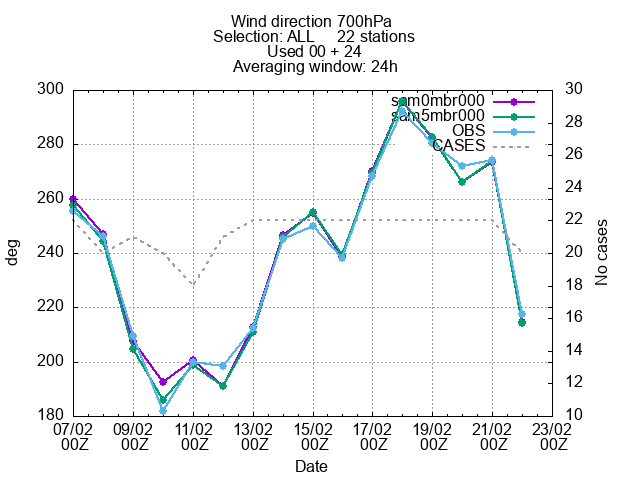 Wind direction 700hPa
Selection: ALL 22 stations
Used 00 + 24
Averaging window: 24h
sam0mbr000
sam5mbr000
OBS
CASES
deg
300
280
260
240
220
200
180
No cases
30
28
26
24
22
20
18
16
14
12
10
07/02 09/02 11/02 13/02 15/02 17/02 19/02 21/02 23/02
00Z 00Z 00Z 00Z 00Z 00Z 00Z 00Z 00Z
Date